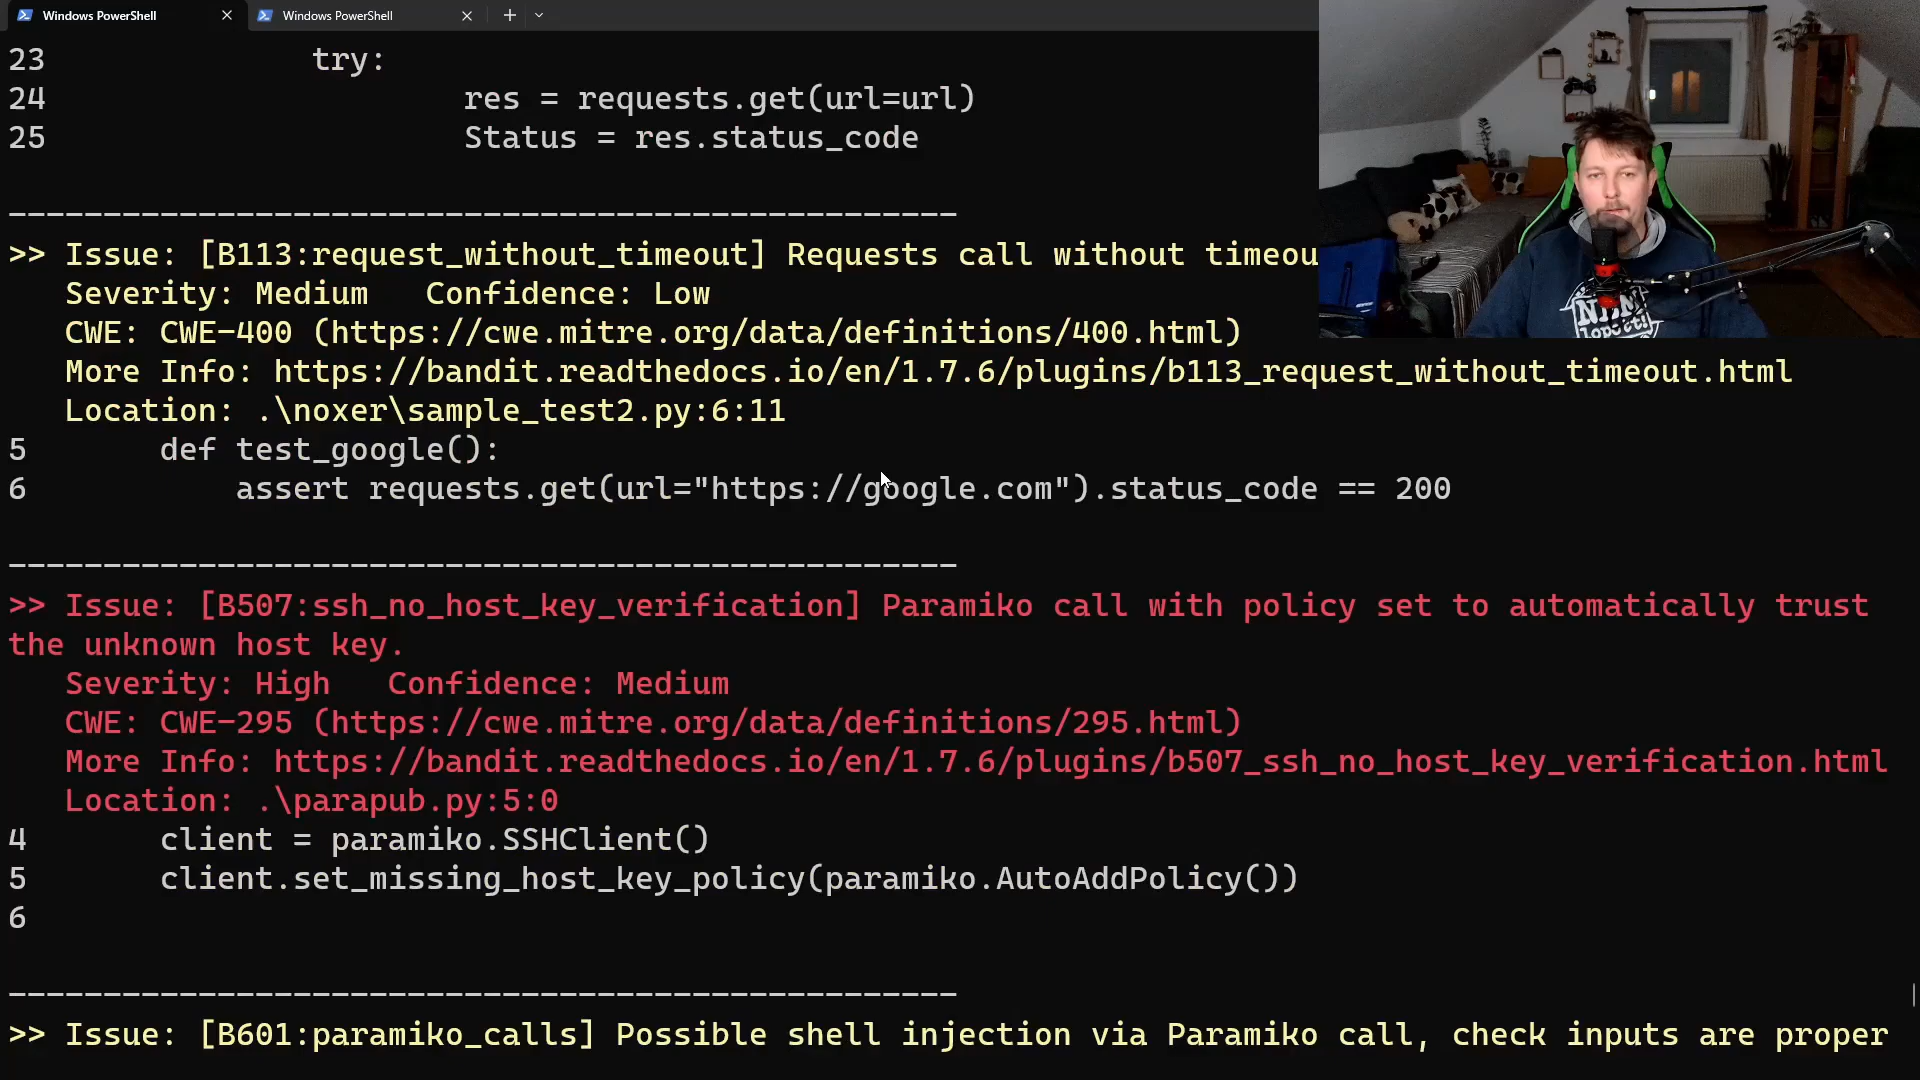 Windows PowerShell
Windows PowerShell
23 try:
24 res = requests.get(url=url)
25 Status = res.status_code
--------------------------------------------------
>> Issue: [B113:request_without_timeout] Requests call without timeou
Severity: Medium Confidence: Low
CWE: CWE-400 (https://cwe.mitre.org/data/definitions/400.html)
More Info: https://bandit.readthedocs.io/en/1.7.6/plugins/b113_request_without_timeout.html
Location: .\noxer\sample_test2.py:6:11
5 def test_google():
6 assert requests.get(url="https://google.com").status_code == 200
--------------------------------------------------
>> Issue: [B507:ssh_no_host_key_verification] Paramiko call with policy set to automatically trust
the unknown host key.
Severity: High Confidence: Medium
CWE: CWE-295 (https://cwe.mitre.org/data/definitions/295.html)
More Info: https://bandit.readthedocs.io/en/1.7.6/plugins/b507_ssh_no_host_key_verification.html
Location: .\parapub.py:5:0
4 client = paramiko.SSHClient()
5 client.set_missing_host_key_policy(paramiko.AutoAddPolicy())
6
--------------------------------------------------
>> Issue: [B601:paramiko_calls] Possible shell injection via Paramiko call, check inputs are proper